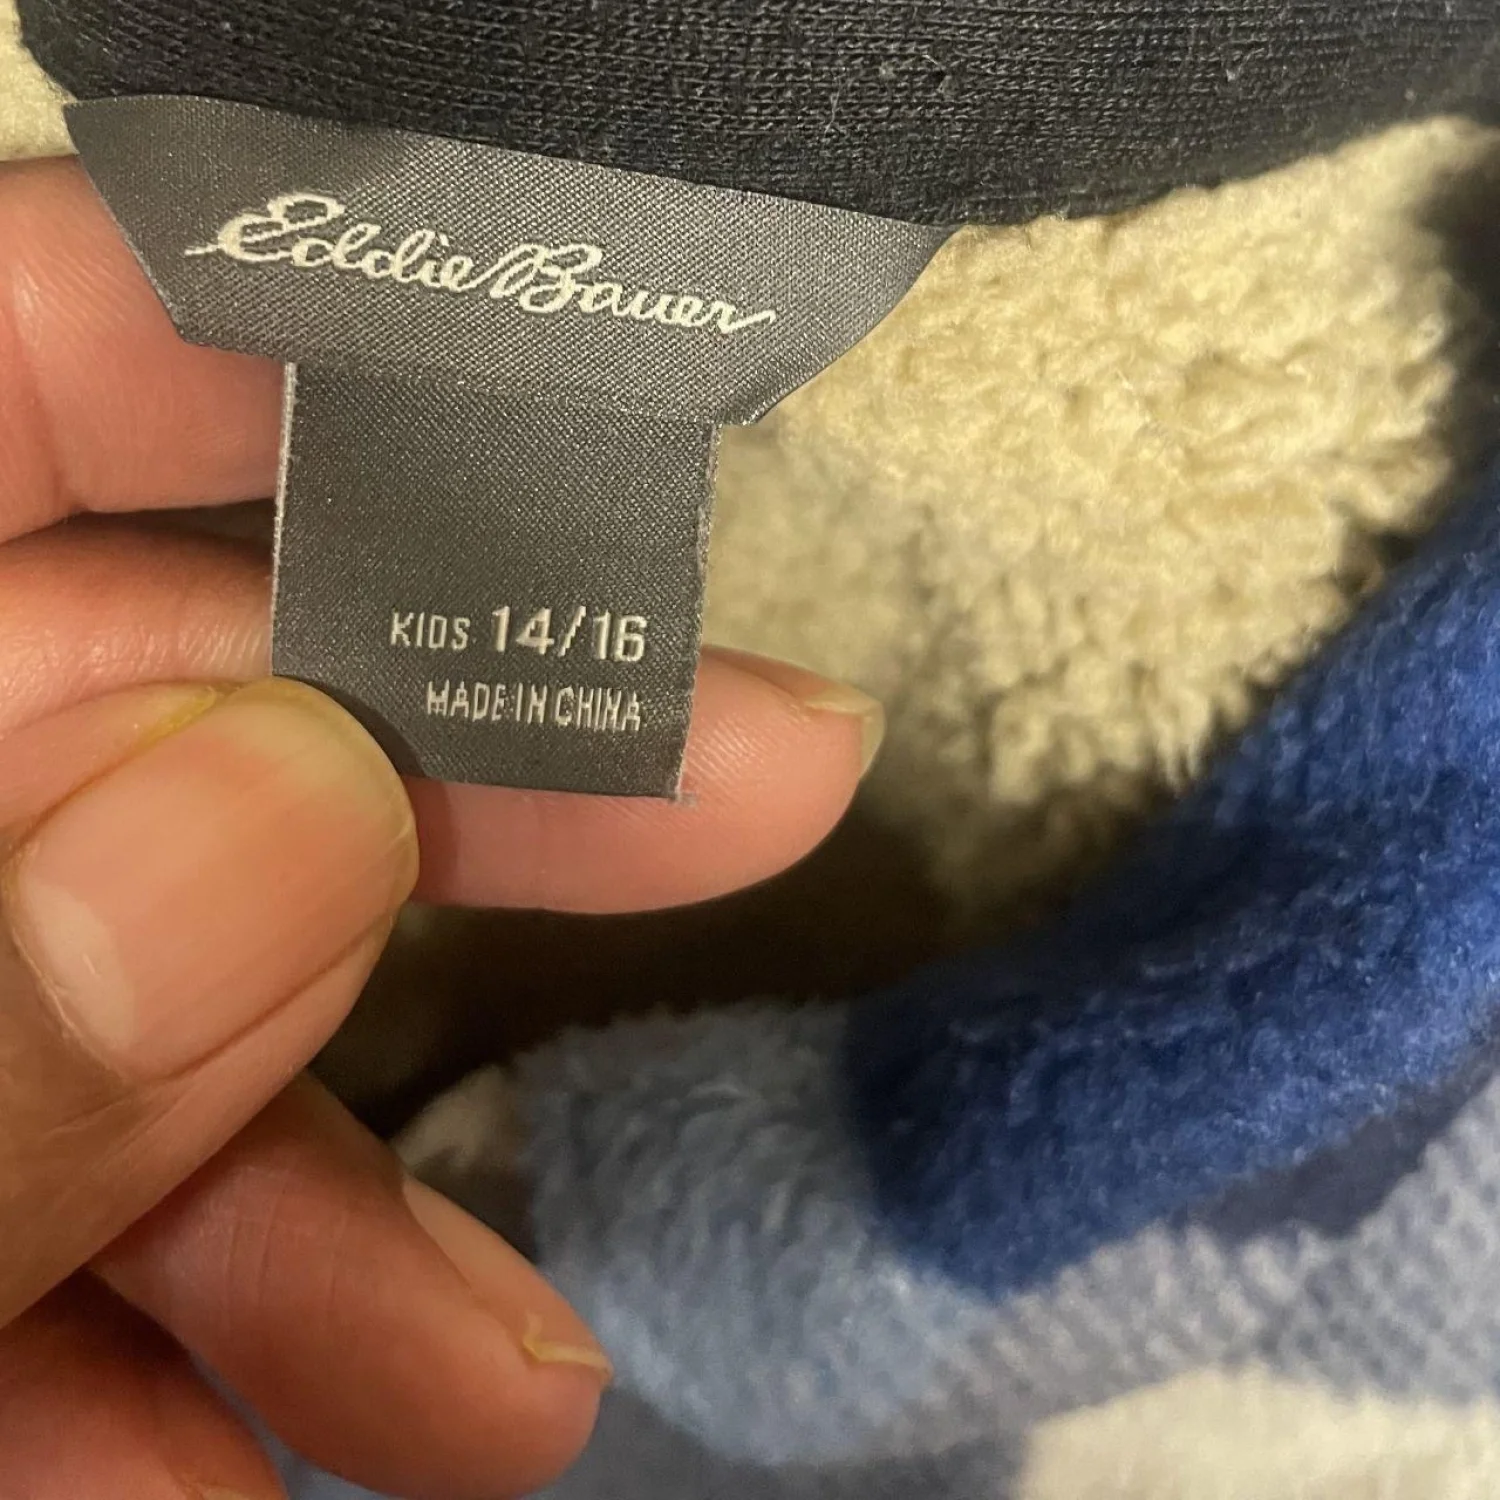 Eddie Bauer
KIDS 14/16
MADE IN CHINA